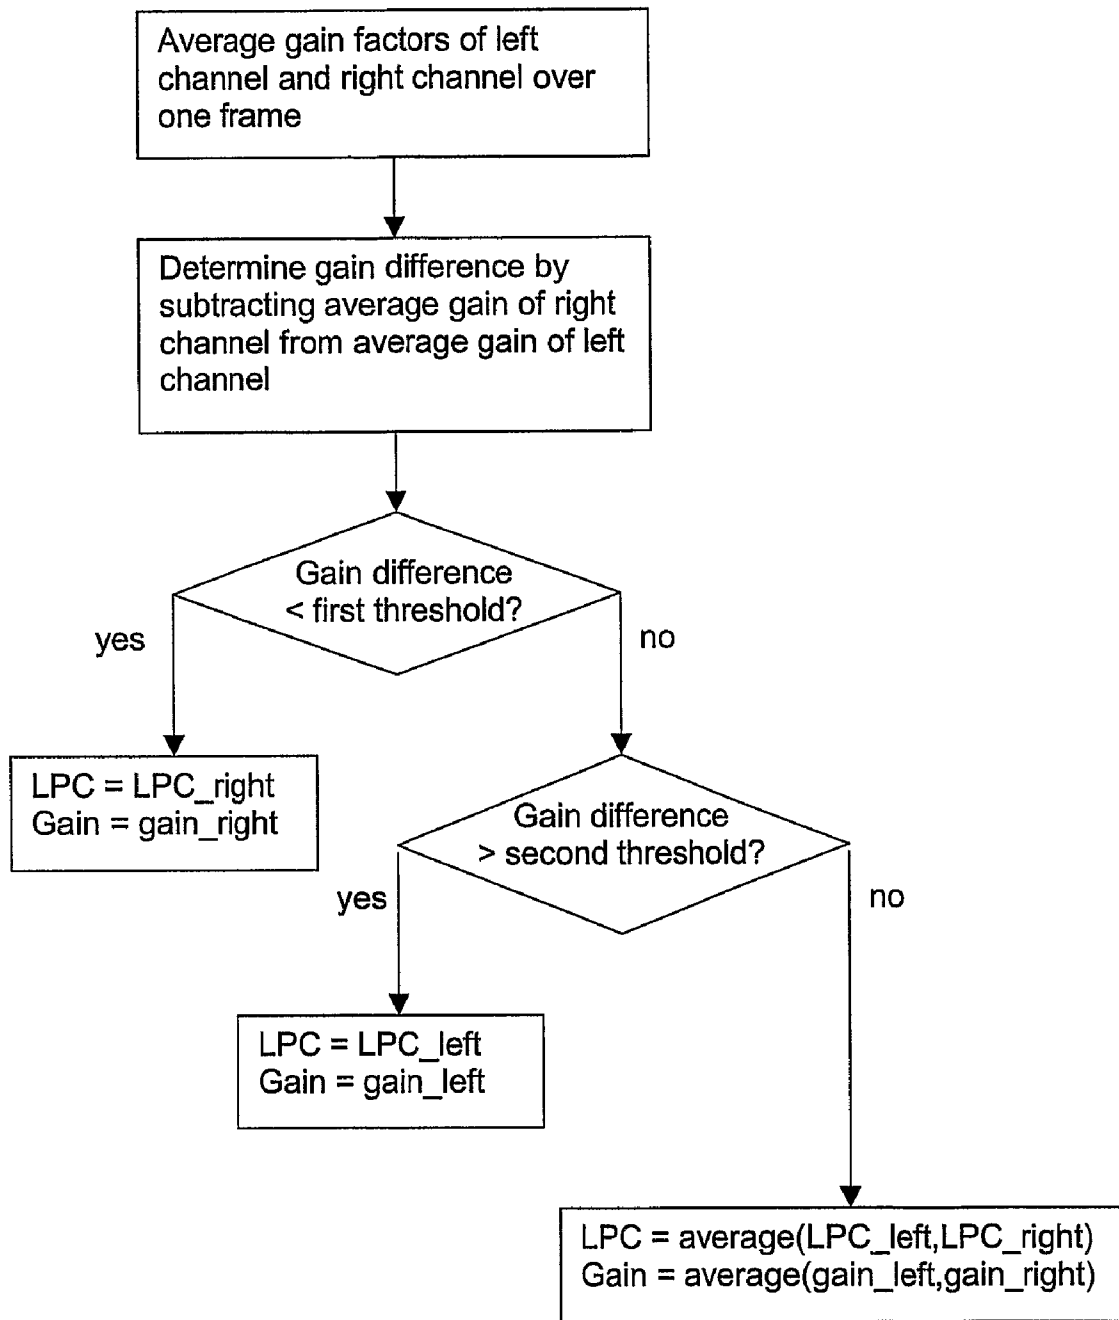 Average gain factors of left
channel and right channel over
one frame
Determine gain difference by
subtracting average gain of right
channel from average gain of left
channel
Gain difference
< first threshold?
yes
no
LPC = LPC_right
Gain = gain_right
Gain difference
> second threshold?
yes
no
LPC = LPC_left
Gain = gain_left
LPC = average(LPC_left,LPC_right)
Gain = average(gain_left,gain_right)